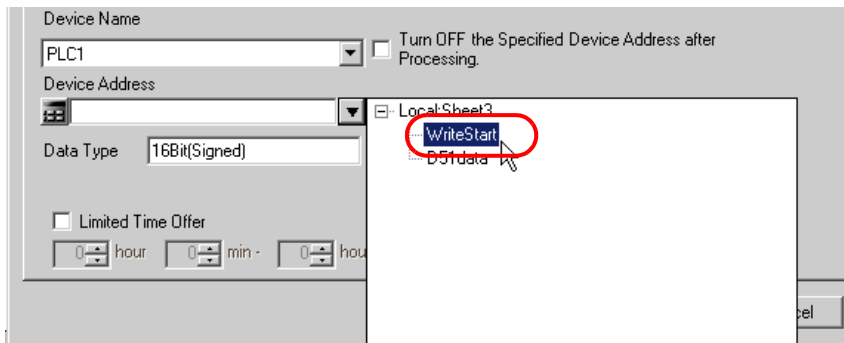 Device Name
PLC1
Turn OFF the Specified Device Address after
Processing.
Device Address
Local:Sheet3
WriteStart
Data Type 16Bit(Signed)
D51data
Limited Time Offer
0 hour 0 min - 0 hou
cel